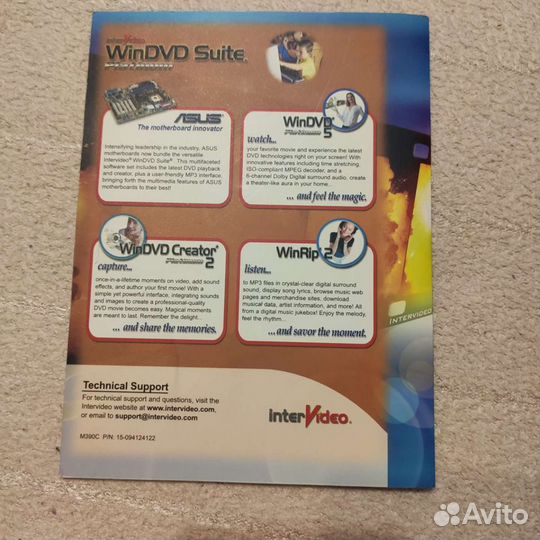 InterVideo
WinDVD Suite®
PLATINUM
ASUS
The motherboard innovator
Intensifying leadership in the industry, ASUS
motherboards now bundle the versatile
Intervideo® WinDVD Suite®. This multifaceted
software set includes the latest DVD playback
and creator, plus a user-friendly MP3 interface,
bringing forth the multimedia features of ASUS
motherboards to their best!
WinDVD®
Platinum 5
watch...
your favorite movie and experience the latest
DVD technologies right on your screen! With
innovative features including time stretching,
ISO-compliant MPEG decoder, and a
6-channel Dolby Digital surround audio, create
a theater-like aura in your home...
... and feel the magic.
WinDVD Creator®
Platinum 2
capture...
once-in-a-lifetime moments on video, add sound
effects, and author your first movie! With a
simple yet powerful interface, integrating sounds
and images to create a professional-quality
DVD movie becomes easy. Magical moments
are meant to last. Remember the delight...
... and share the memories.
WinRip® 2
listen...
to MP3 files in crystal-clear digital surround
sound, display song lyrics, browse music web
pages and merchandise sites, download
musical data, artist information, and more! All
from a digital music jukebox! Enjoy the melody,
feel the rhythm...
... and savor the moment.
INTERVIDEO
Technical Support
For technical support and questions, visit the
Intervideo website at www.intervideo.com,
or email to support@intervideo.com
InterVideo®
M390C P/N: 15-094124122
Avito